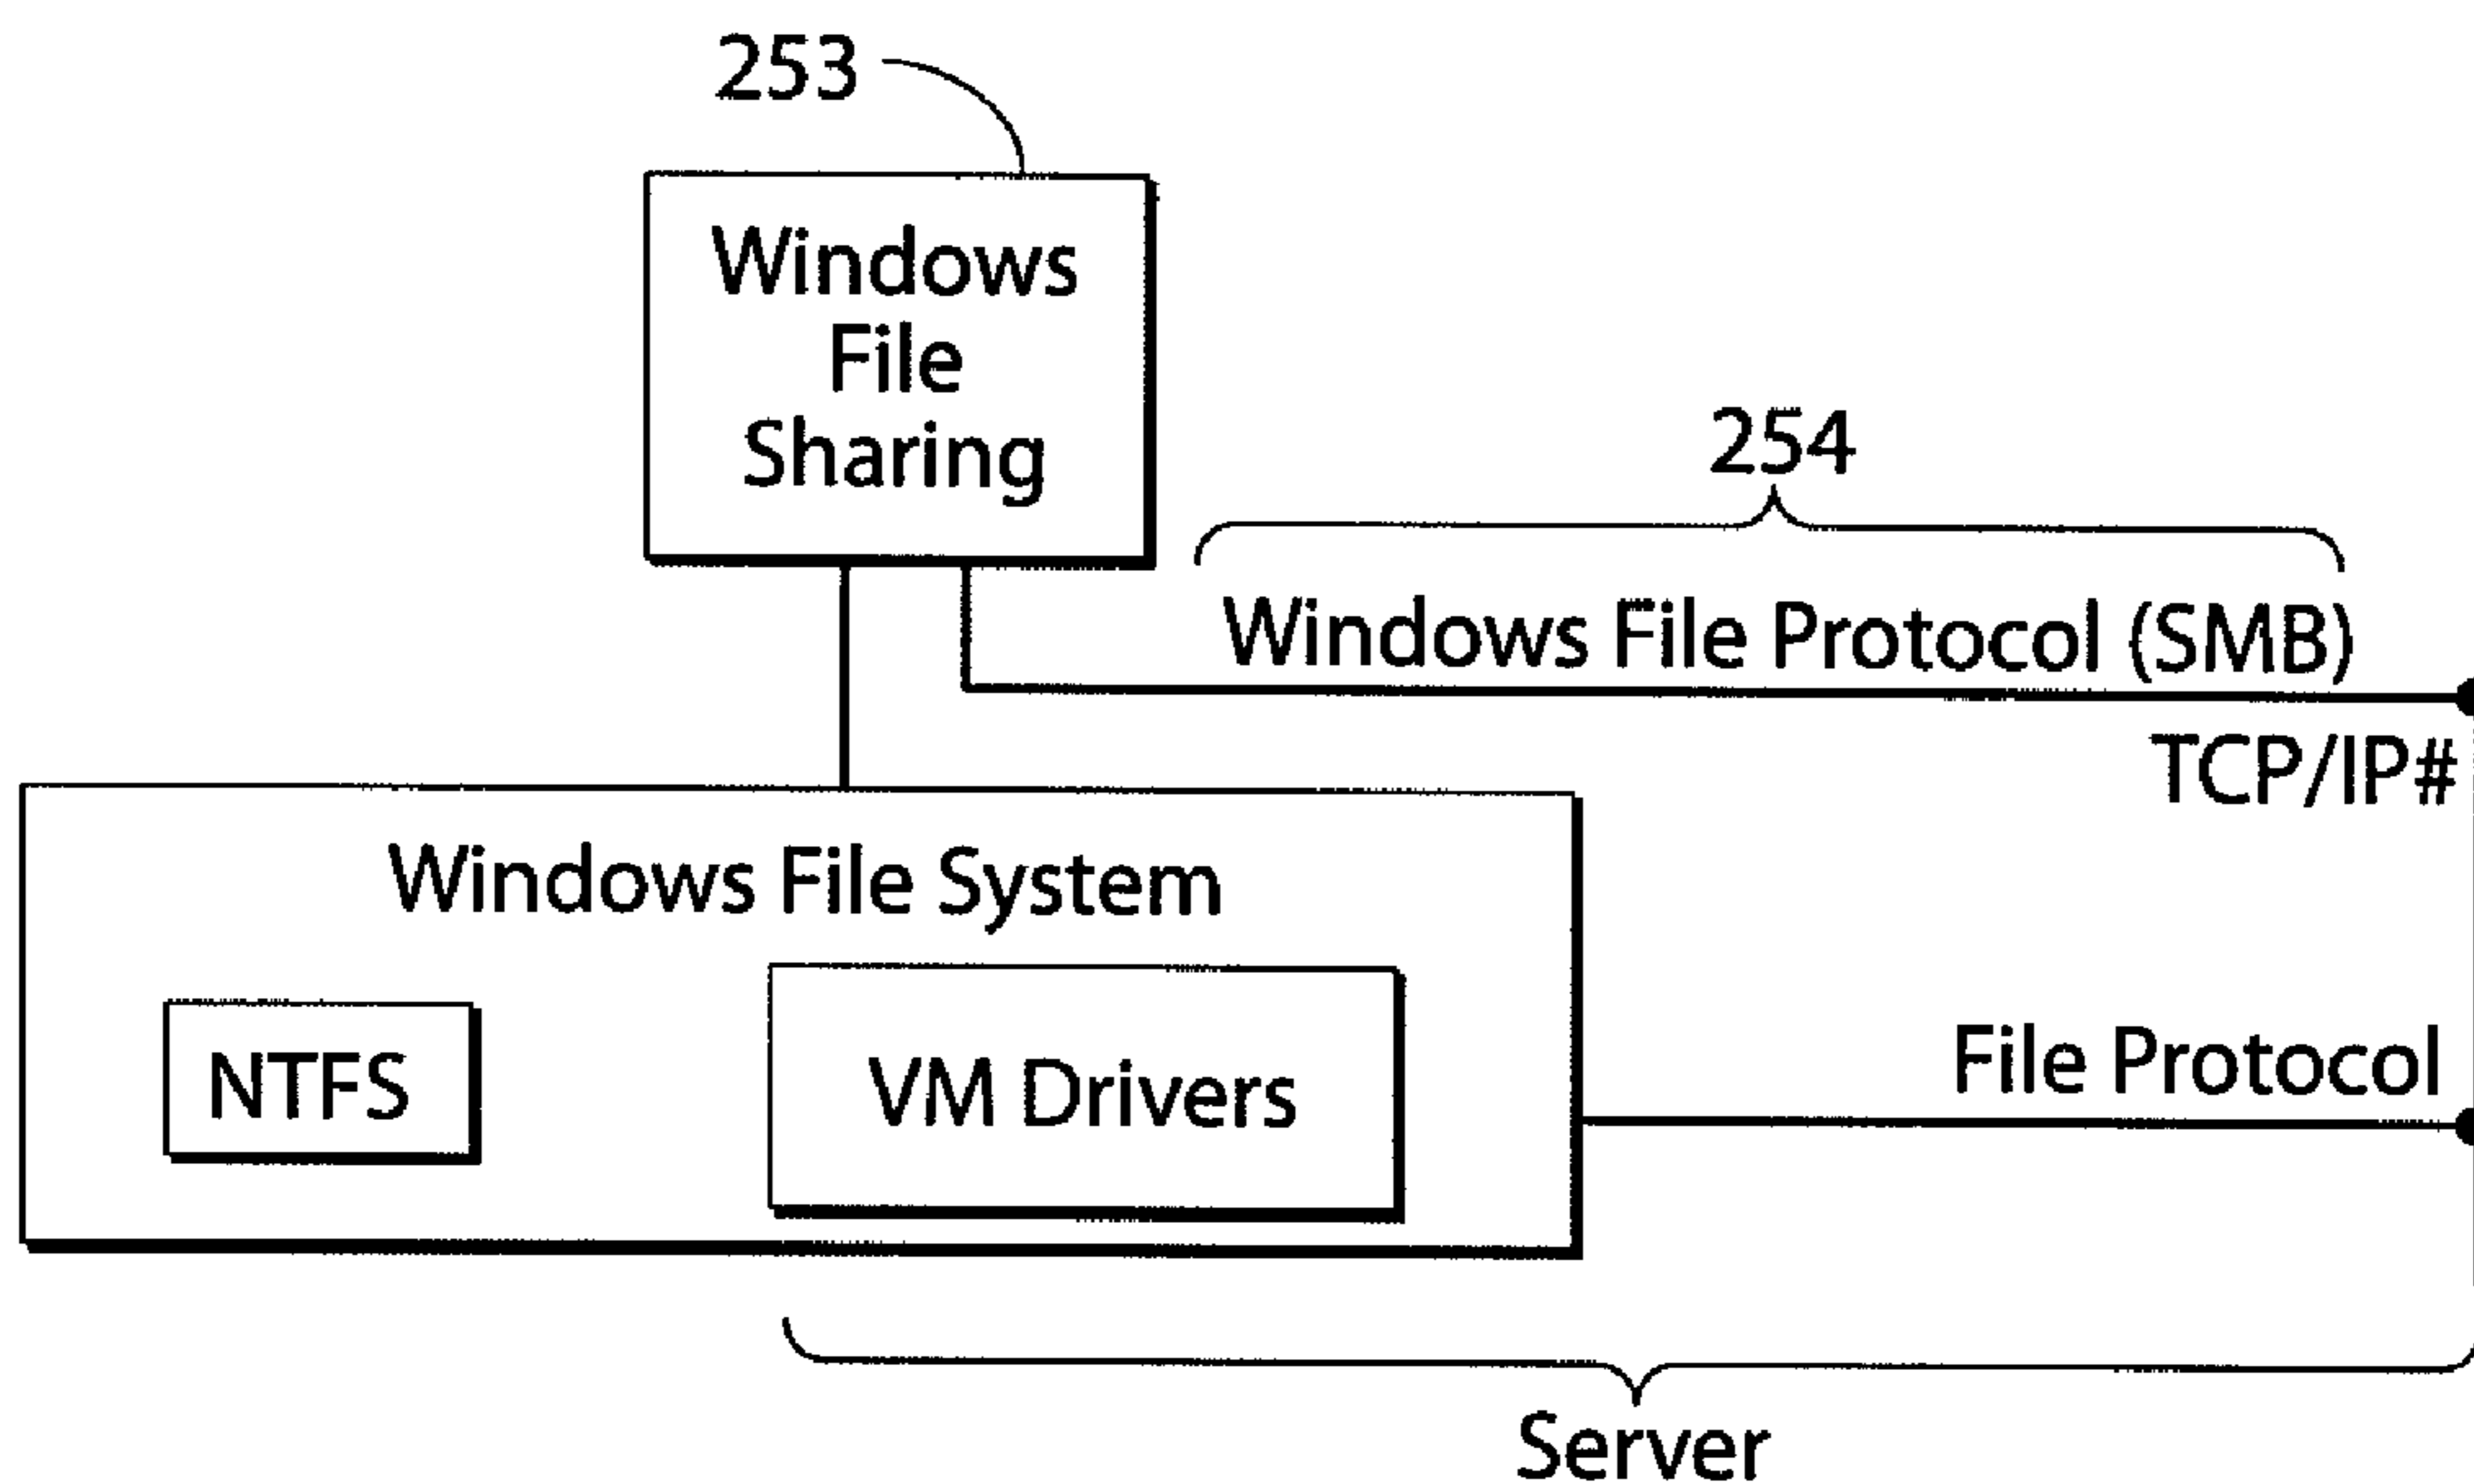 253
Windows
File
Sharing
254
Windows File Protocol (SMB)
TCP/IP#
Windows File System
NTFS
VM Drivers
File Protocol
Server